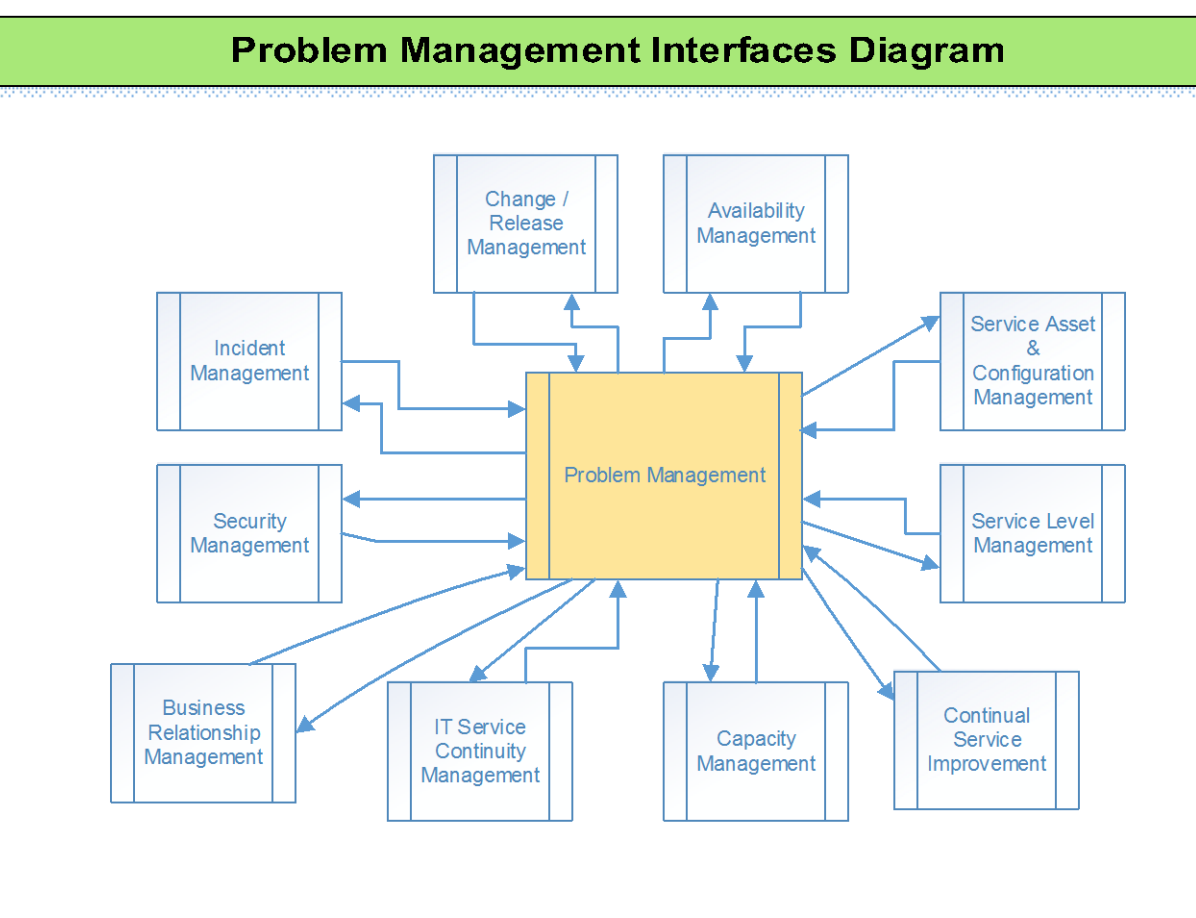 Problem Management Interfaces Diagram
Change /
Release
Management
Availability
Management
Incident
Management
Service Asset
&
Configuration
Management
Problem Management
Security
Management
Service Level
Management
Business
Relationship
Management
IT Service
Continuity
Management
Capacity
Management
Continual
Service
Improvement